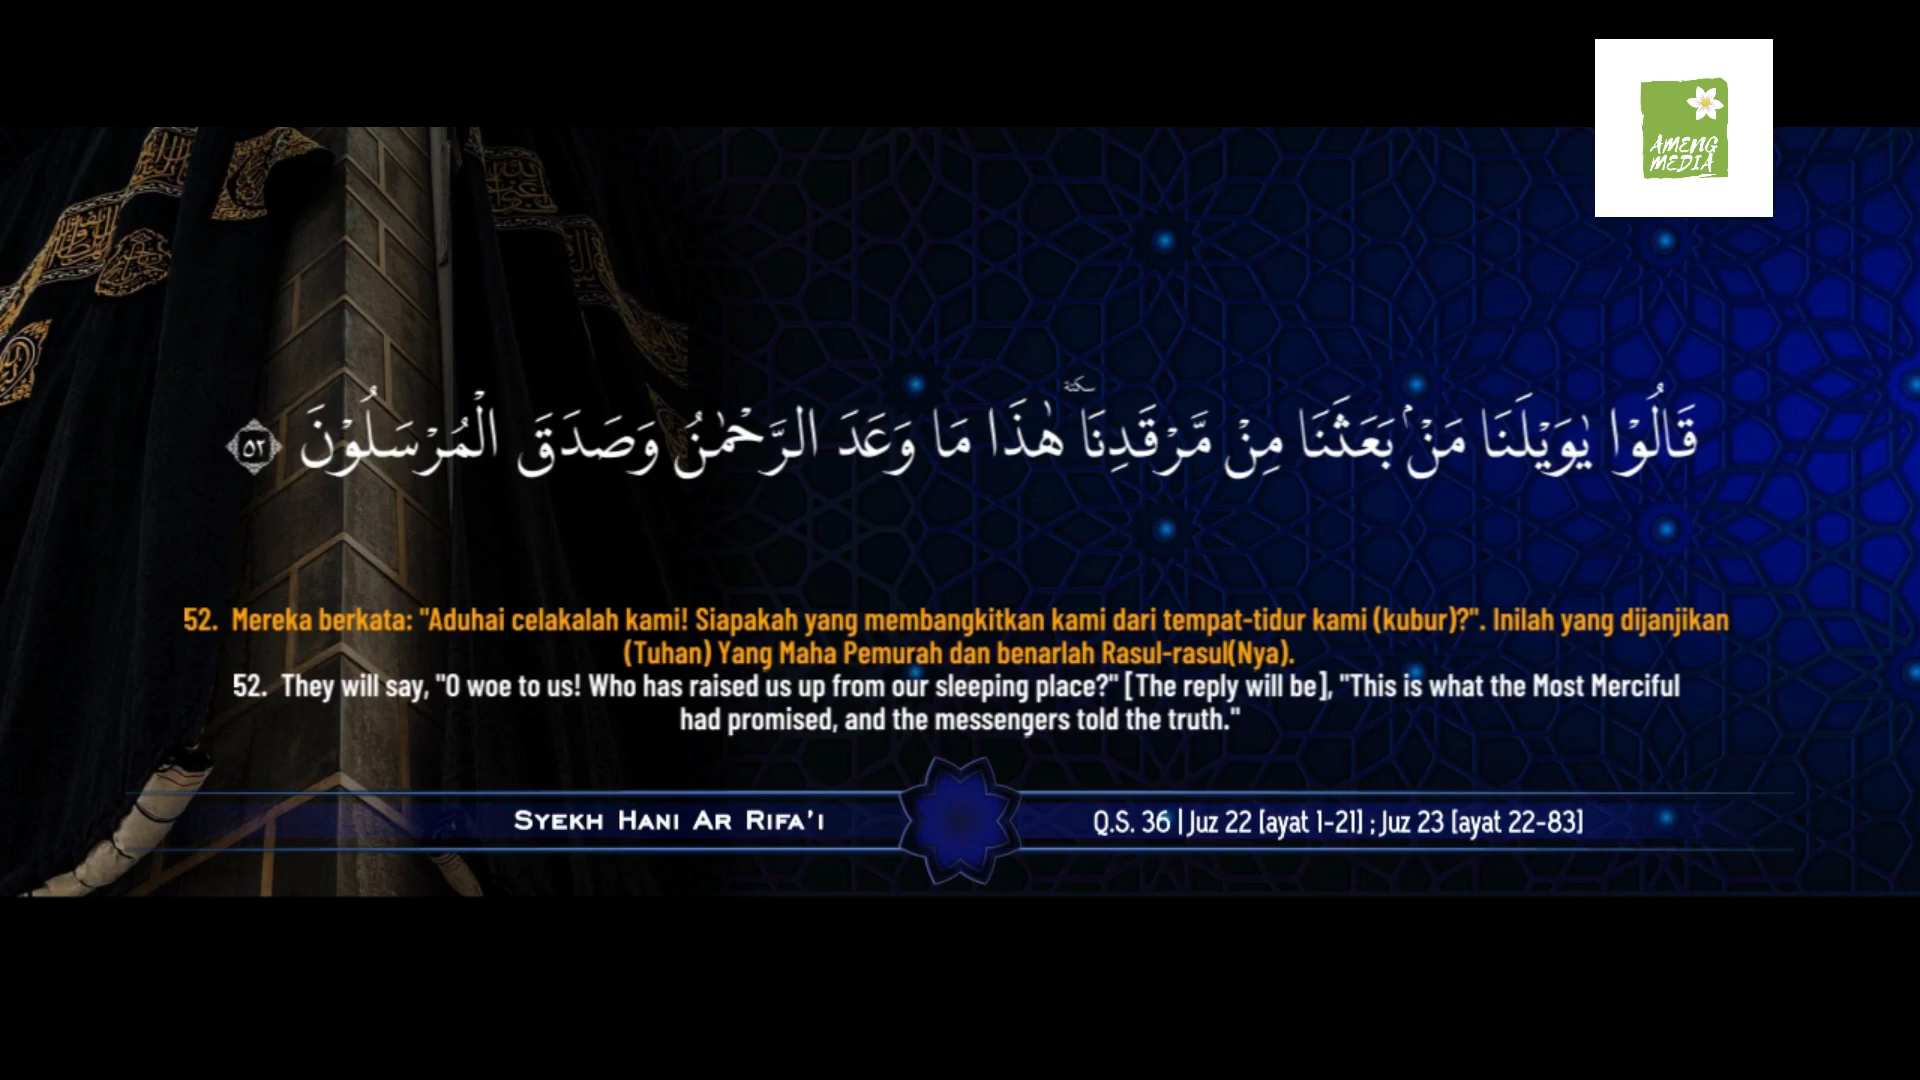 AMENG
MEDIA
سكتة
قَالُوْا يٰوَيْلَنَا مَنْۢ بَعَثَنَا مِنْ مَّرْقَدِنَا هٰذَا مَا وَعَدَ الرَّحْمٰنُ وَصَدَقَ الْمُرْسَلُوْنَ ٥٢
52. Mereka berkata: "Aduhai celakalah kami! Siapakah yang membangkitkan kami dari tempat-tidur kami (kubur)?". Inilah yang dijanjikan
(Tuhan) Yang Maha Pemurah dan benarlah Rasul-rasul(Nya).
52. They will say, "O woe to us! Who has raised us up from our sleeping place?" [The reply will be], "This is what the Most Merciful
had promised, and the messengers told the truth."
Syekh Hani Ar Rifa'i
Q.S. 36 | Juz 22 [ayat 1-21] ; Juz 23 [ayat 22-83]